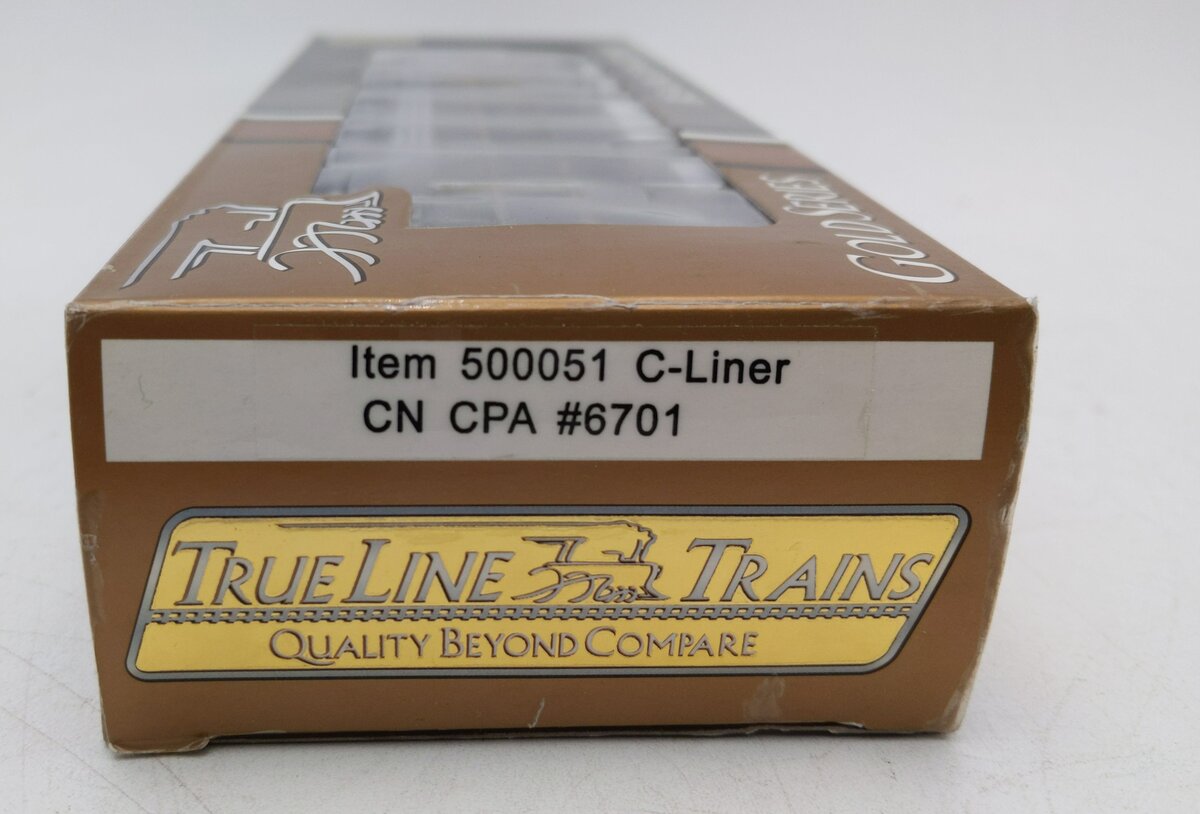 GOLD SERIES
Item 500051 C-Liner
CN CPA #6701
TRUE LINE TRAINS
QUALITY BEYOND COMPARE